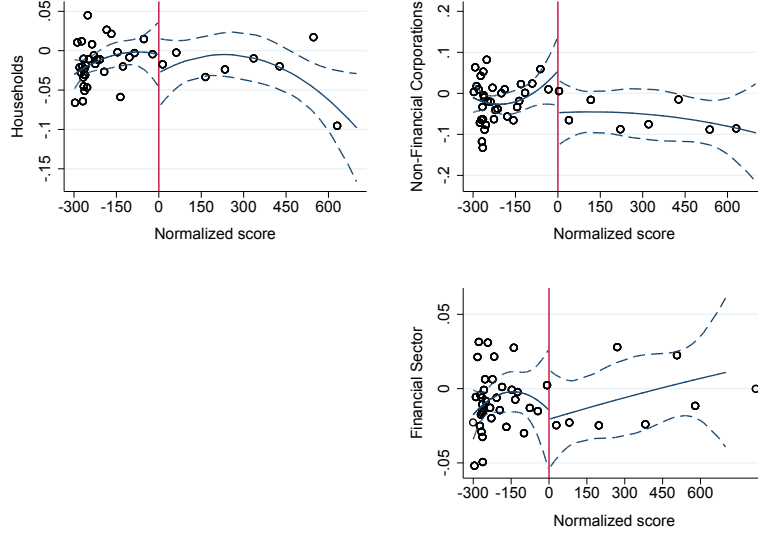 Households
.05
0
.05
-.1
-.15
-300 -150 0 150 300 450 600
Normalized score
Non-Financial Corporations
.2
.1
0
-.1
-.2
-300 -150 0 150 300 450 600
Normalized score
Financial Sector
.05
0
-.05
-300 -150 0 150 300 450 600
Normalized score